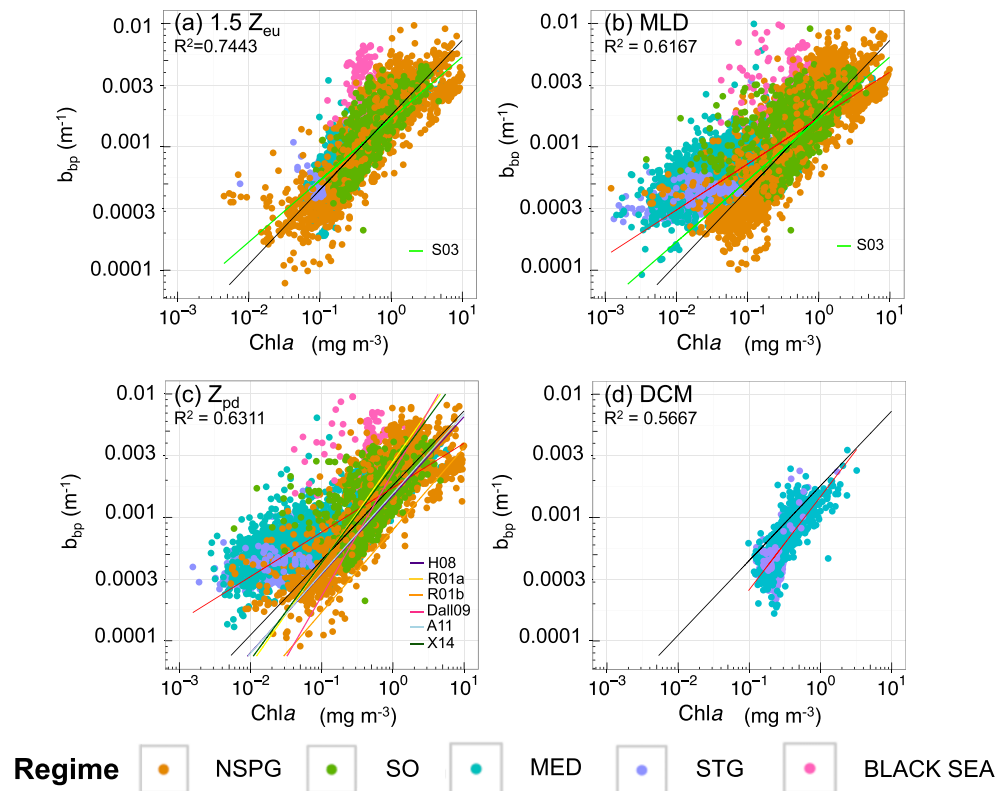 (a) 1.5 Zeu
R²=0.7443
0.01
0.003
0.001
0.0003
0.0001
bbp (m⁻¹)
S03
10⁻³ 10⁻² 10⁻¹ 10⁰ 10¹
Chla (mg m⁻³)
(b) MLD
R² = 0.6167
0.01
0.003
0.001
0.0003
0.0001
bbp (m⁻¹)
S03
10⁻³ 10⁻² 10⁻¹ 10⁰ 10¹
Chla (mg m⁻³)
(c) Zpd
R² = 0.6311
0.01
0.003
0.001
0.0003
0.0001
bbp (m⁻¹)
H08
R01a
R01b
Dall09
A11
X14
10⁻³ 10⁻² 10⁻¹ 10⁰ 10¹
Chla (mg m⁻³)
(d) DCM
R² = 0.5667
0.01
0.003
0.001
0.0003
0.0001
bbp (m⁻¹)
10⁻³ 10⁻² 10⁻¹ 10⁰ 10¹
Chla (mg m⁻³)
Regime NSPG SO MED STG BLACK SEA